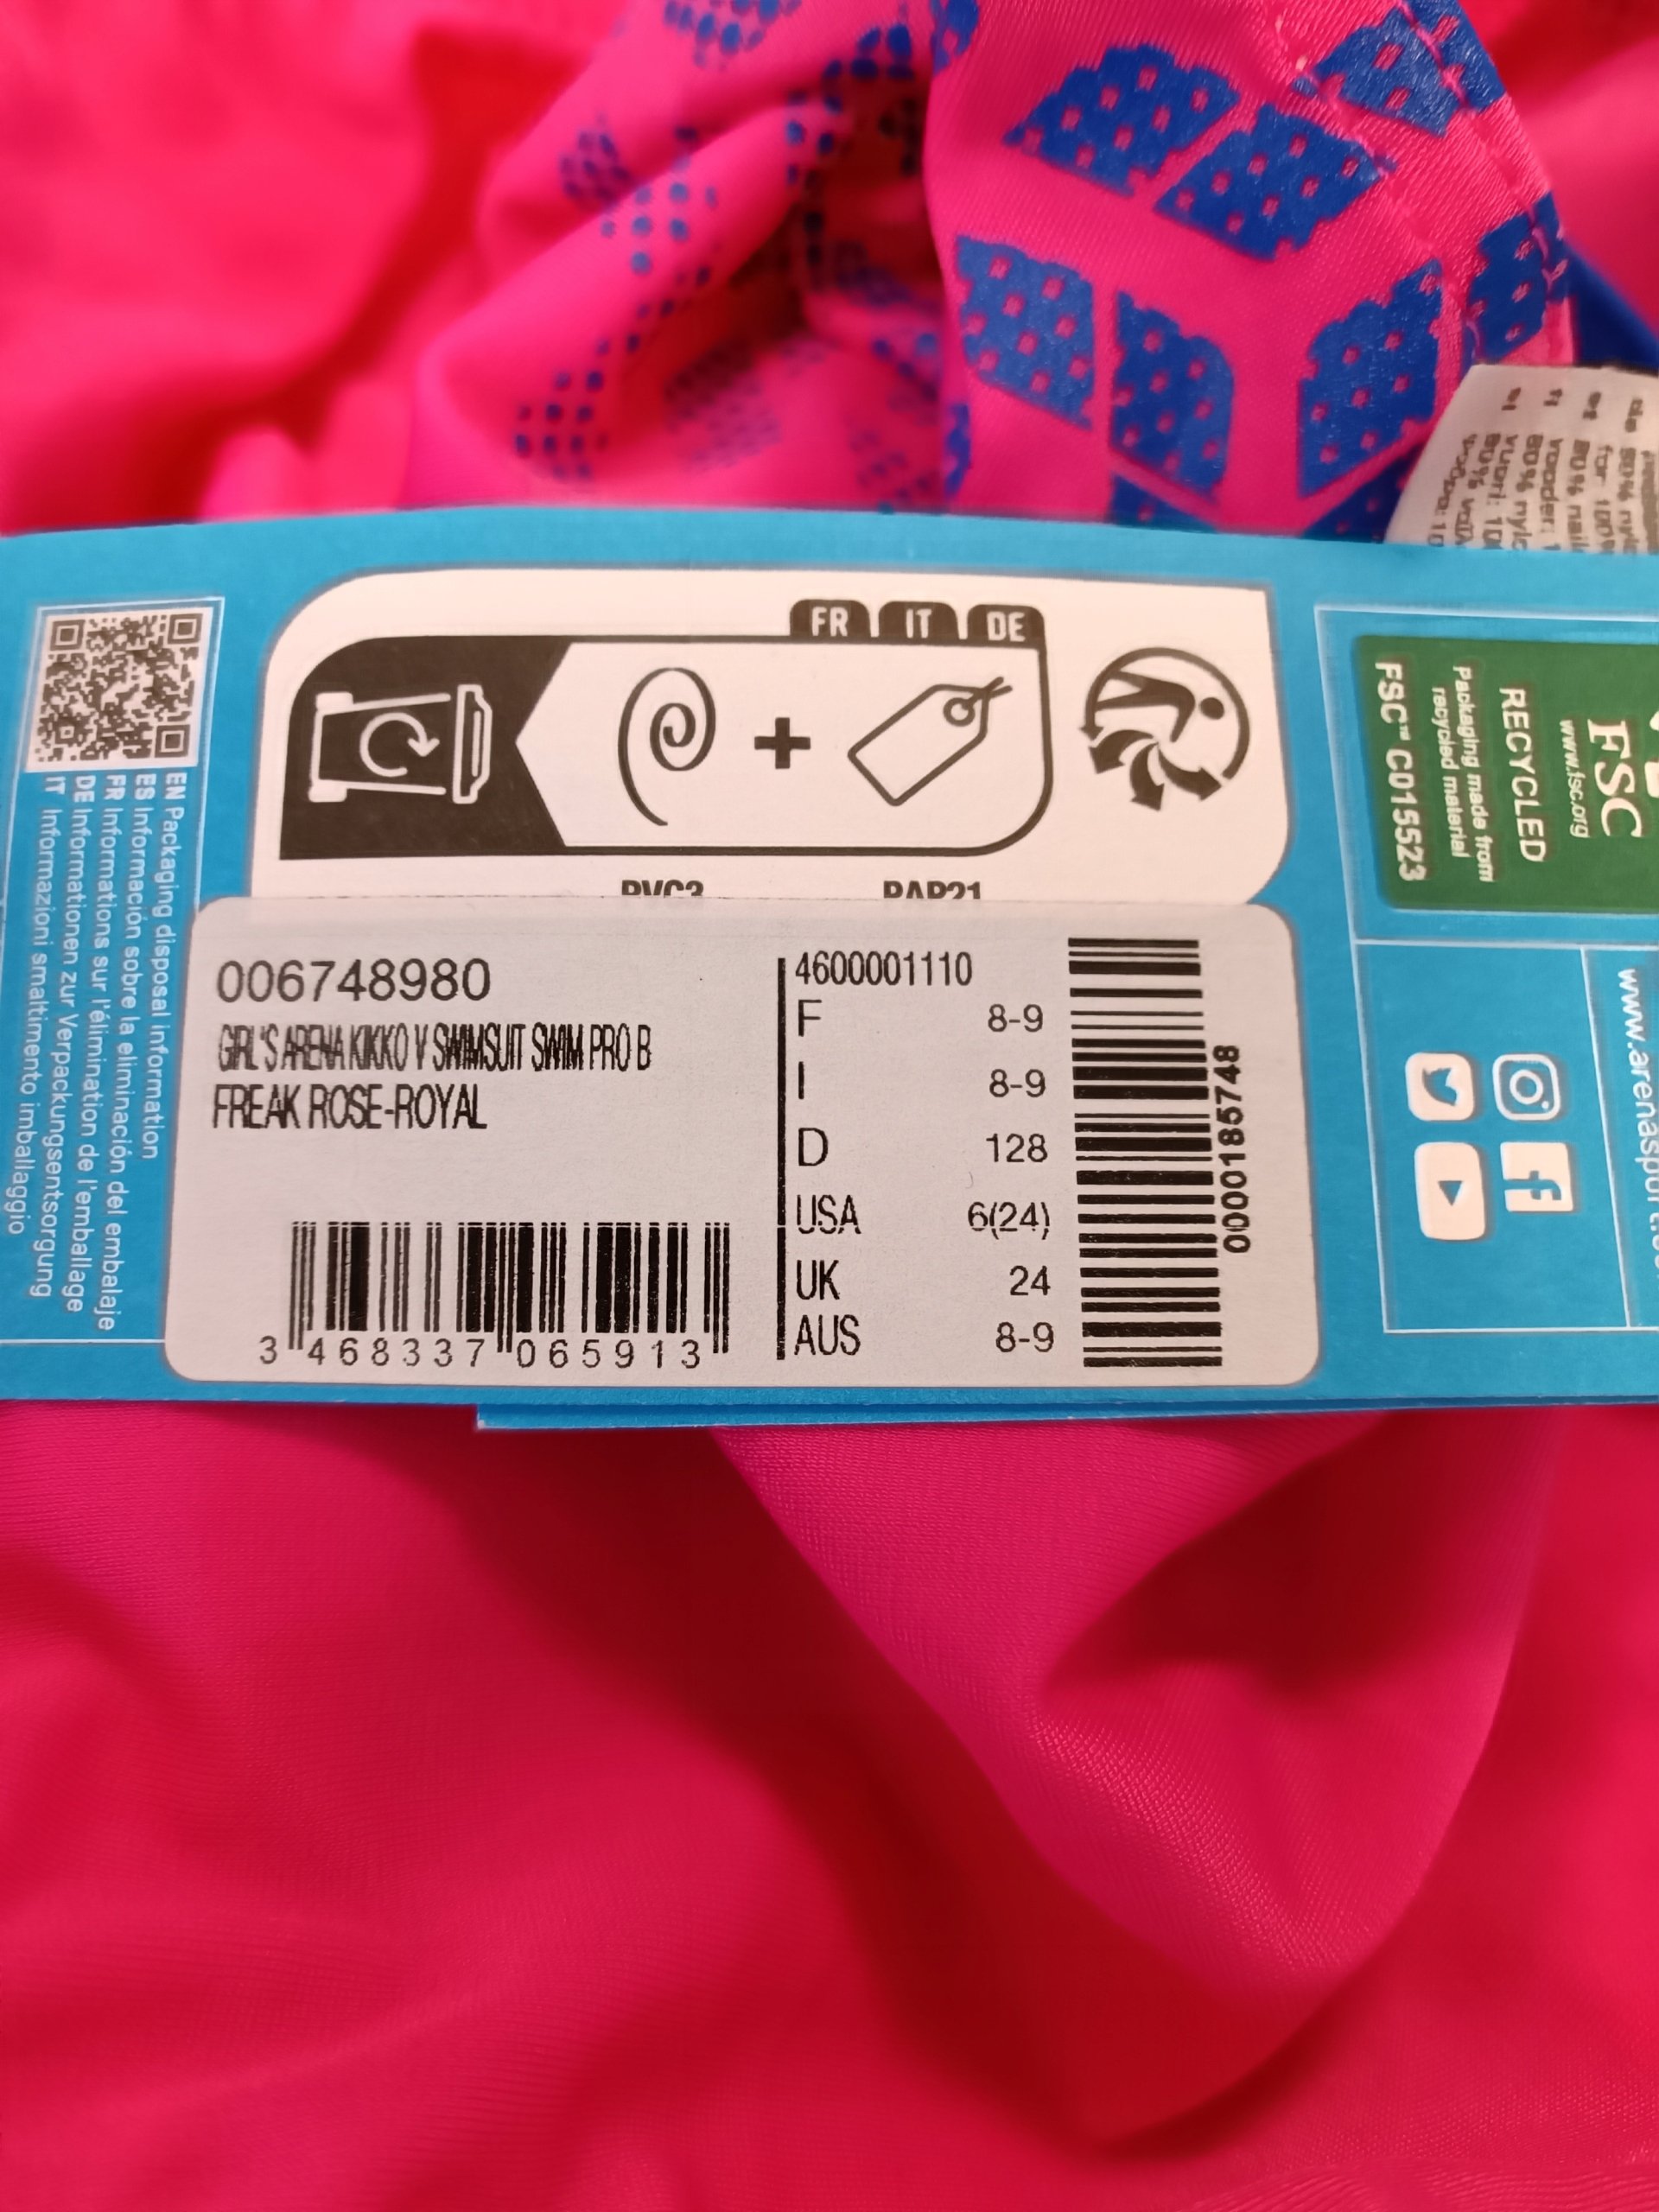 FR IT DE
006748980
GIRL'S ARENA KIKKO V SWIMSUIT SWIM PRO B
FREAK ROSE-ROYAL
3 468337 065913
4600001110
F 8-9
I 8-9
D 128
USA 6(24)
UK 24
AUS 8-9
0000185748
EN Packaging disposal information
ES Información sobre la eliminación del embalaje
FR Informations sur l'élimination de l'emballage
DE Informationen zur Verpackungsentsorgung
IT Informazioni smaltimento imballaggio
FSC
www.fsc.org
RECYCLED
Packaging made from
recycled material
FSC™ C015523